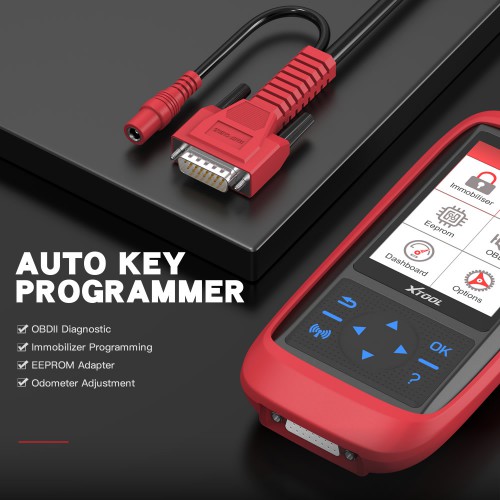 Immobiliser
Eeprom
Dashboard
Options
XTOOL
OK
?
AUTO KEY
PROGRAMMER
OBDII Diagnostic
Immobilizer Programming
EEPROM Adapter
Odometer Adjustment